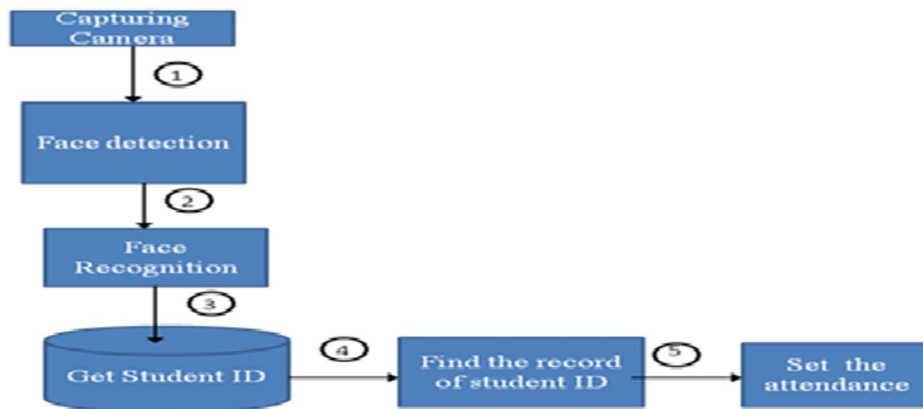 Capturing
Camera
1
Face detection
2
Face
Recognition
3
Get Student ID
4
Find the record
of student ID
5
Set the
attendance